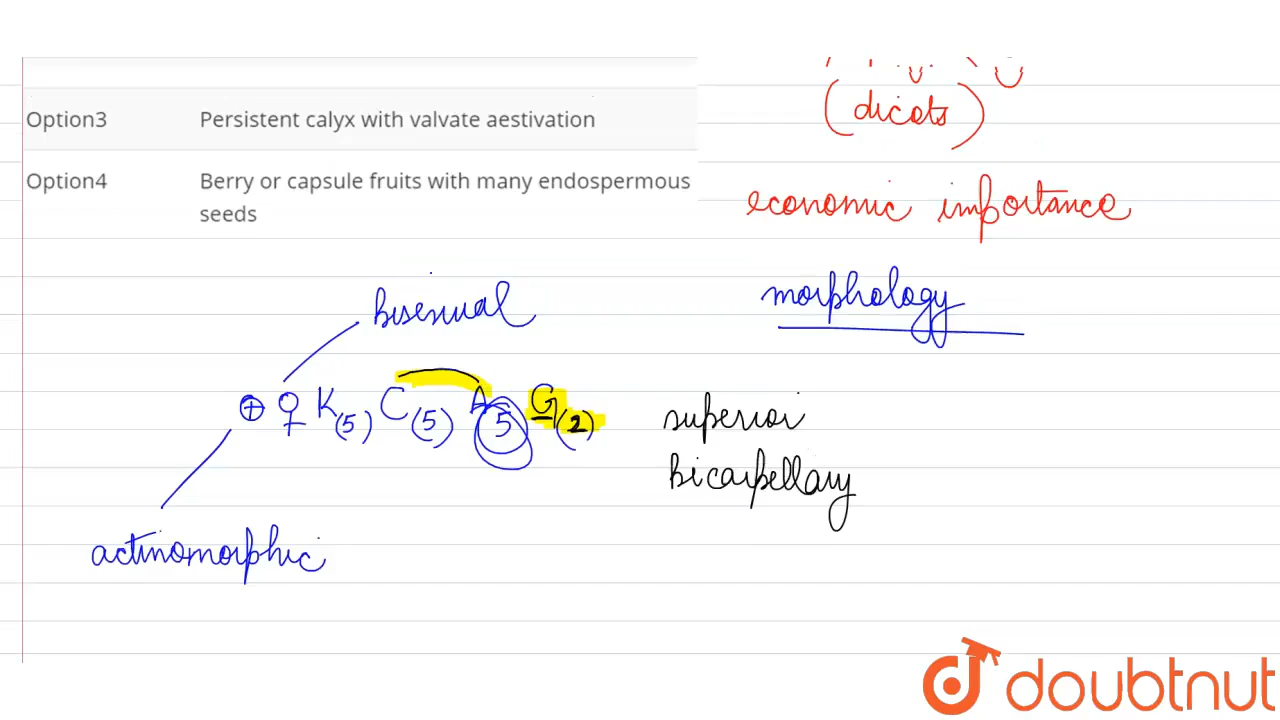 (dicots)
Option3 Persistent calyx with valvate aestivation
Option4 Berry or capsule fruits with many endospermous
seeds
economic importance
morphology
bisexual
⊕ ♀ K(5) C(5) A5 G(2)
superior
bicarpellary
actinomorphic
doubtnut